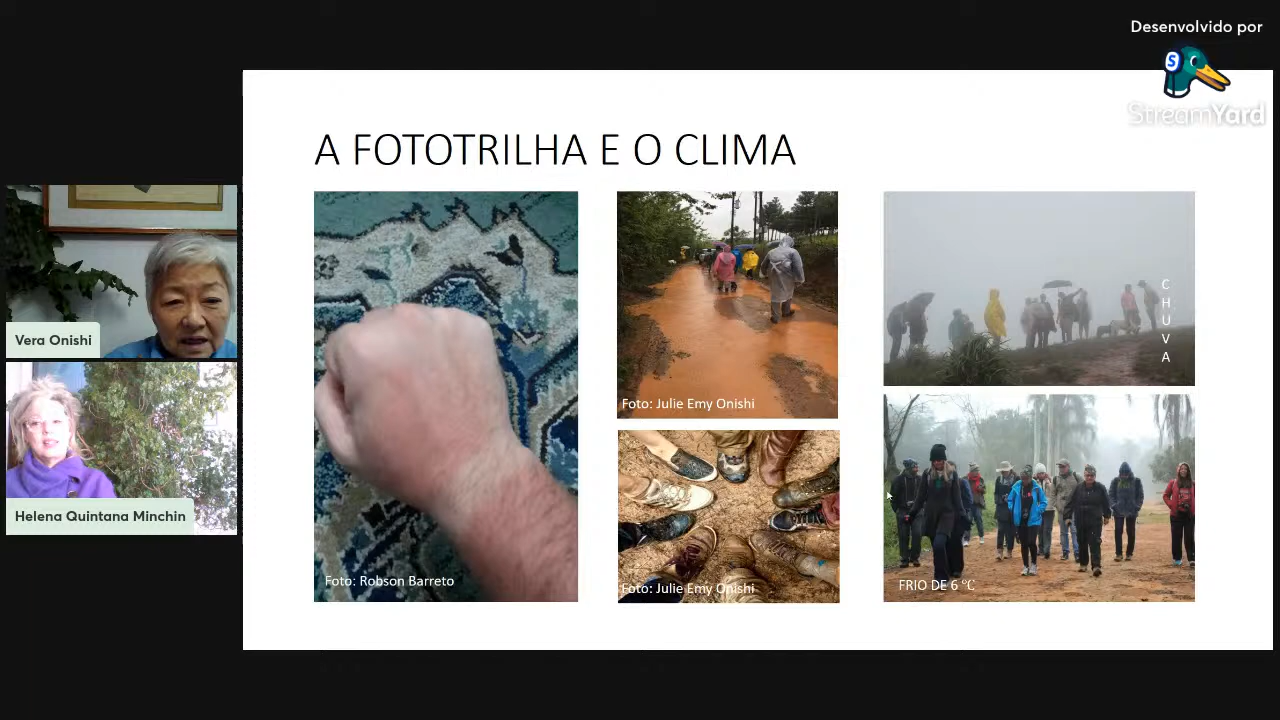 Desenvolvido por
StreamYard
A FOTOTRILHA E O CLIMA
Vera Onishi
Helena Quintana Minchin
Foto: Robson Barreto
Foto: Julie Emy Onishi
Foto: Julie Emy Onishi
C
H
U
V
A
FRIO DE 6 °C